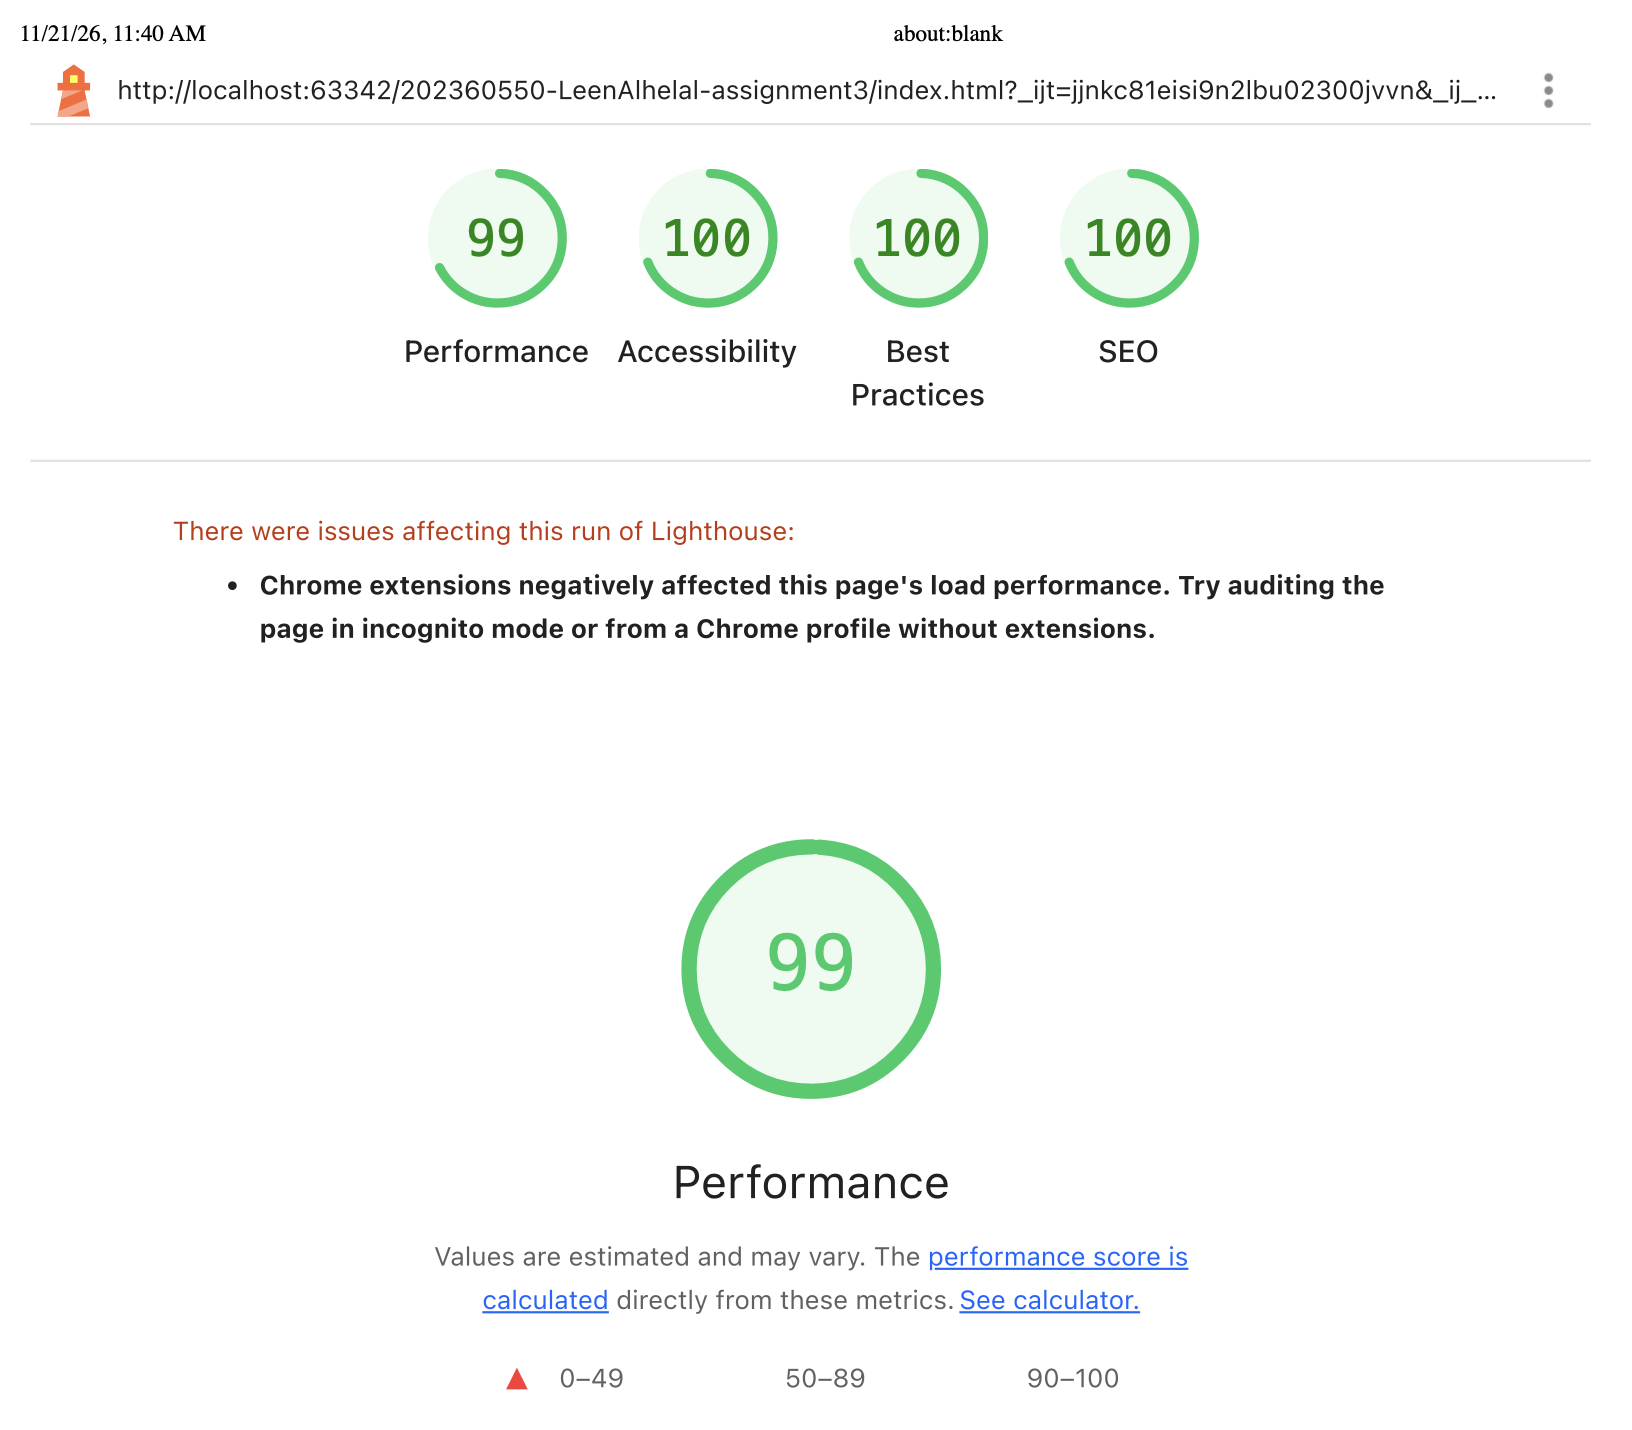 11/21/26, 11:40 AM about:blank
http://localhost:63342/202360550-LeenAlhelal-assignment3/index.html?_ijt=jjnkc81eisi9n2lbu02300jvvn&_ij_...
99 100 100 100
Performance Accessibility Best Practices SEO
There were issues affecting this run of Lighthouse:
• Chrome extensions negatively affected this page's load performance. Try auditing the
page in incognito mode or from a Chrome profile without extensions.
99
Performance
Values are estimated and may vary. The performance score is
calculated directly from these metrics. See calculator.
0–49 50–89 90–100